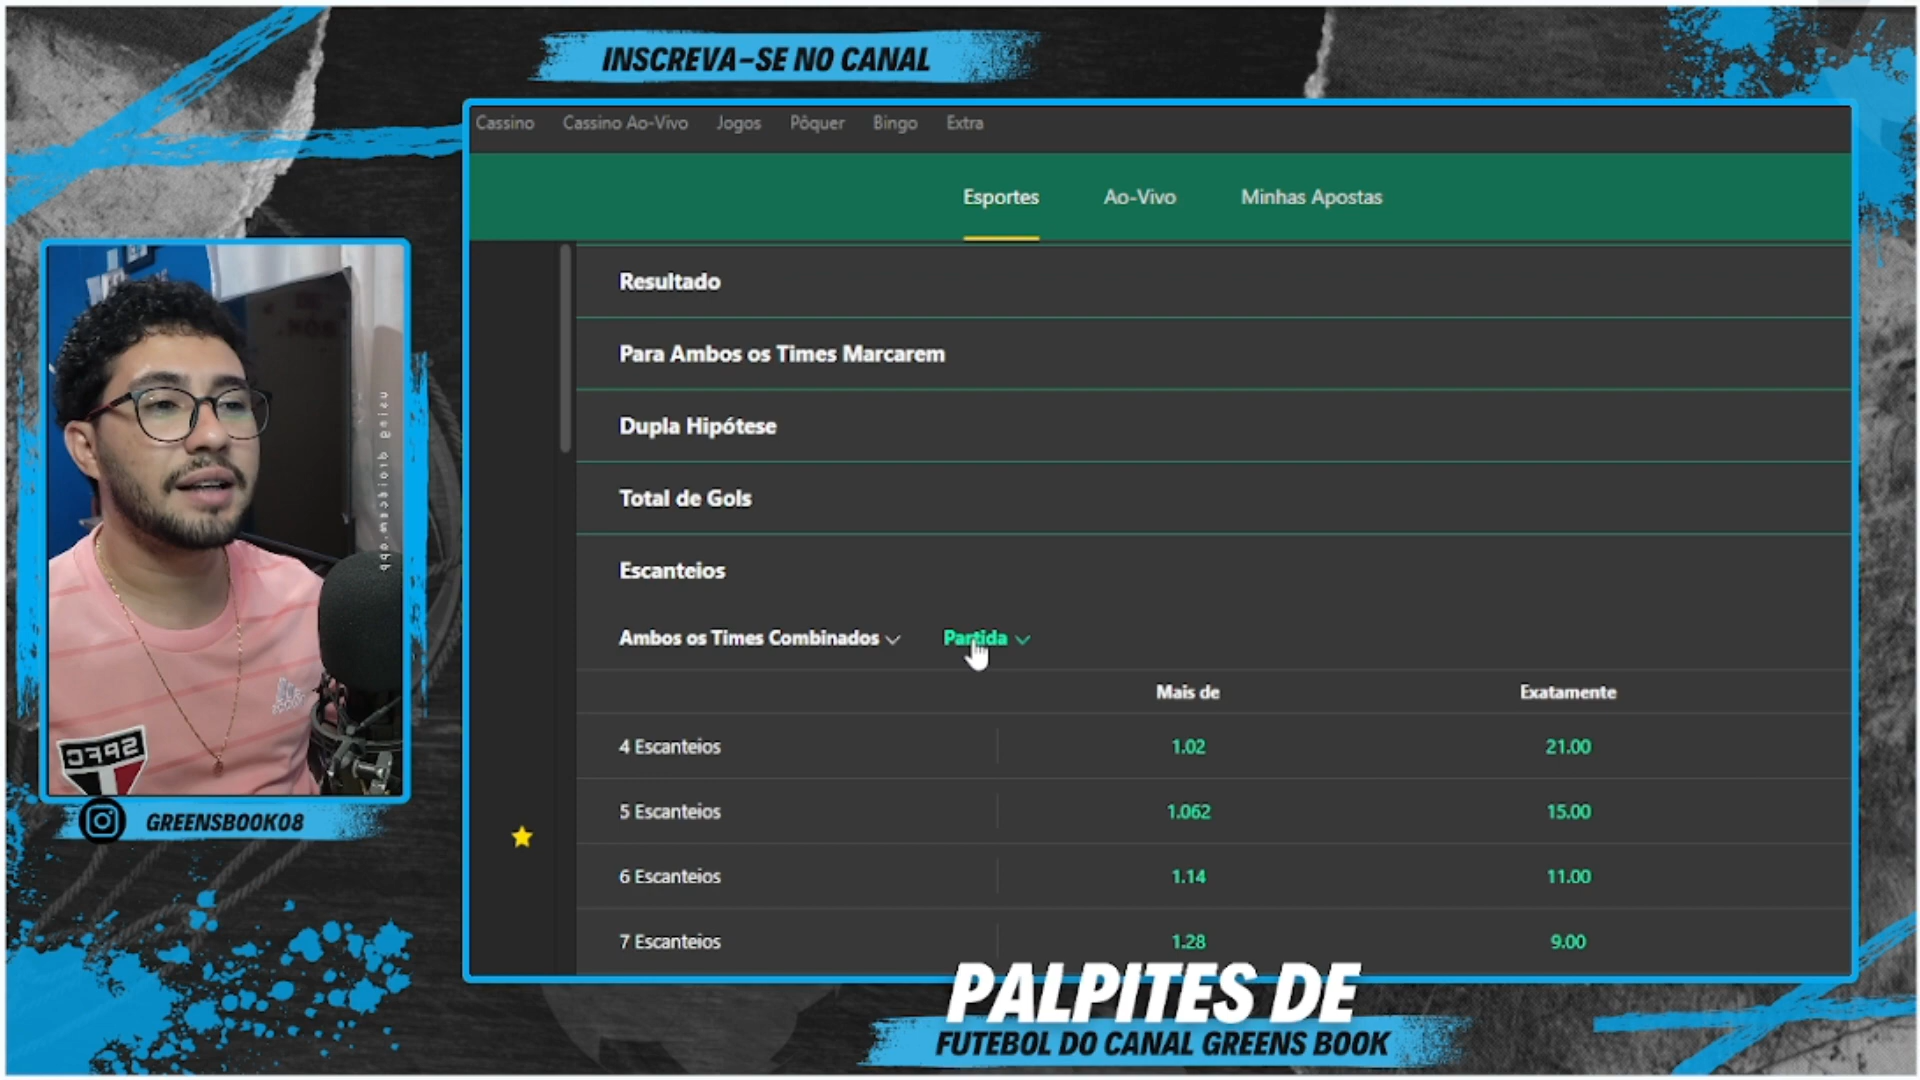 INSCREVA-SE NO CANAL
Cassino Cassino Ao-Vivo Jogos Pôquer Bingo Extra
Esportes Ao-Vivo Minhas Apostas
Resultado
Para Ambos os Times Marcarem
Dupla Hipótese
Total de Gols
Escanteios
Ambos os Times Combinados Partida
Mais de Exatamente
4 Escanteios 1.02 21.00
5 Escanteios 1.062 15.00
6 Escanteios 1.14 11.00
7 Escanteios 1.28 9.00
SPFC
GREENSBOOK08
PALPITES DE
FUTEBOL DO CANAL GREENS BOOK